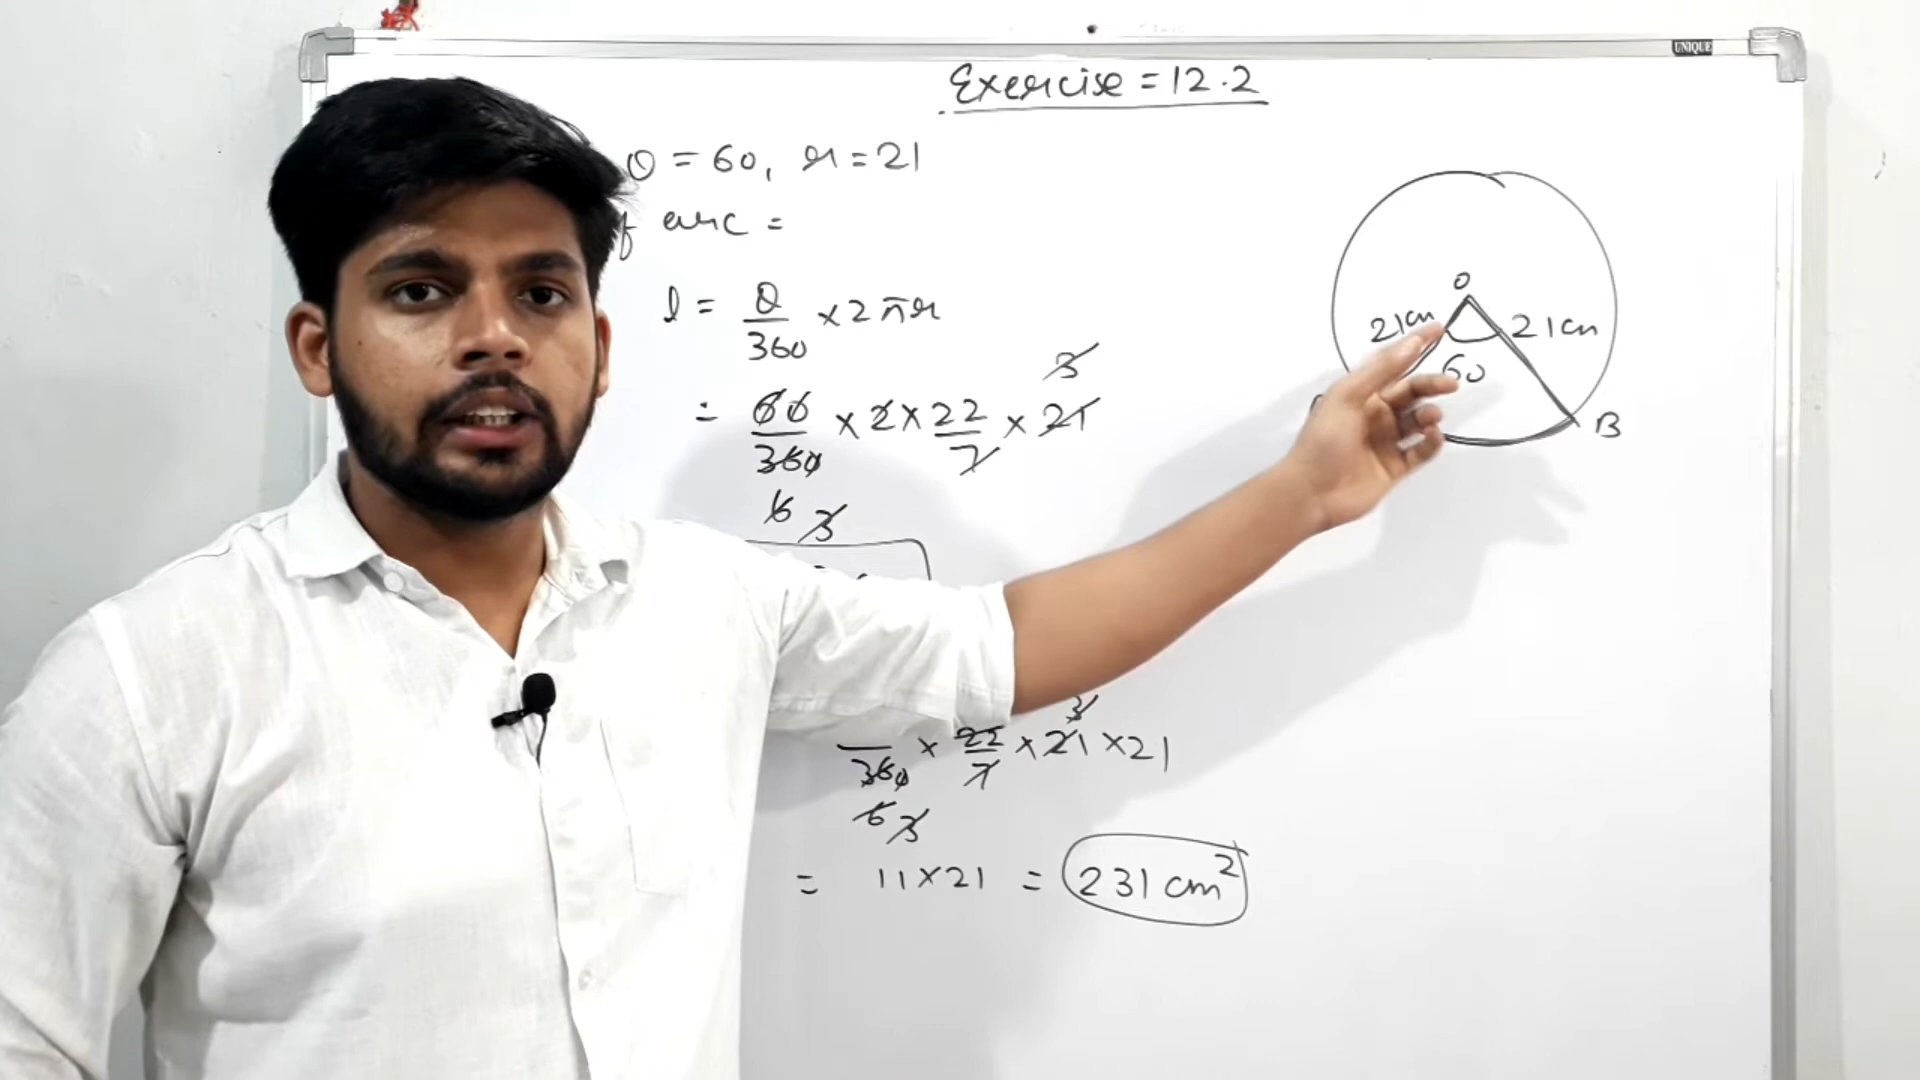 UNIQUE
Exercise = 12.2
θ = 60, r = 21
f arc =
l = θ/360 × 2πr
= 60/360 × 2 × 22/7 × 21
3
6 3
/360 × 22/7 × 21 × 21
3
6 3
= 11×21 = 231 cm²
O
21cm 21cm
60
B